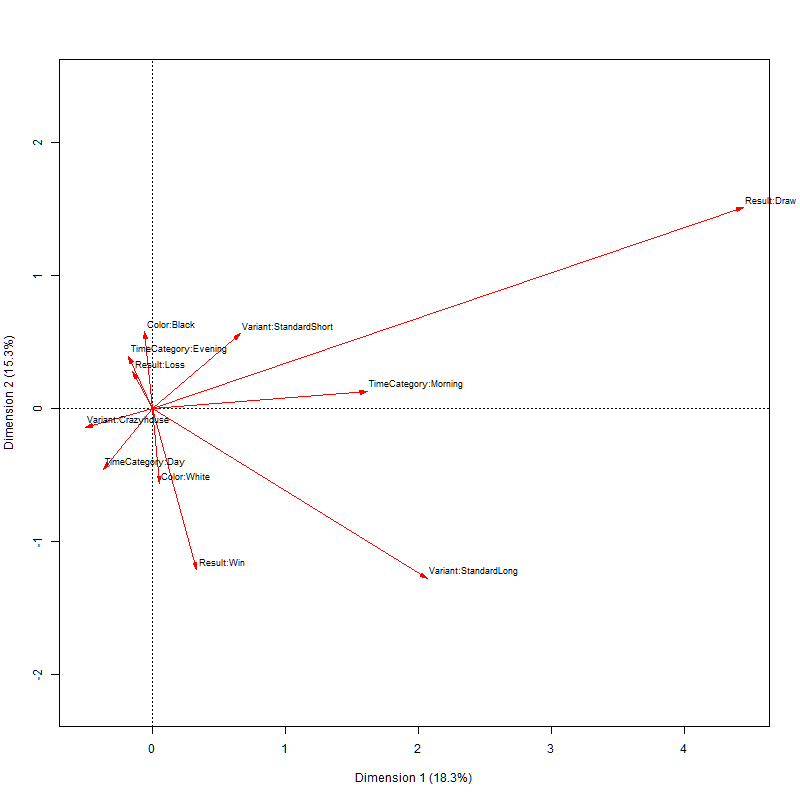 2
1
0
-1
-2
Dimension 2 (15.3%)
Result:Draw
Color:Black
Variant:StandardShort
TimeCategory:Evening
Result:Loss
TimeCategory:Morning
Variant:Crazyhouse
TimeCategory:Day
Color:White
Result:Win
Variant:StandardLong
0
1
2
3
4
Dimension 1 (18.3%)